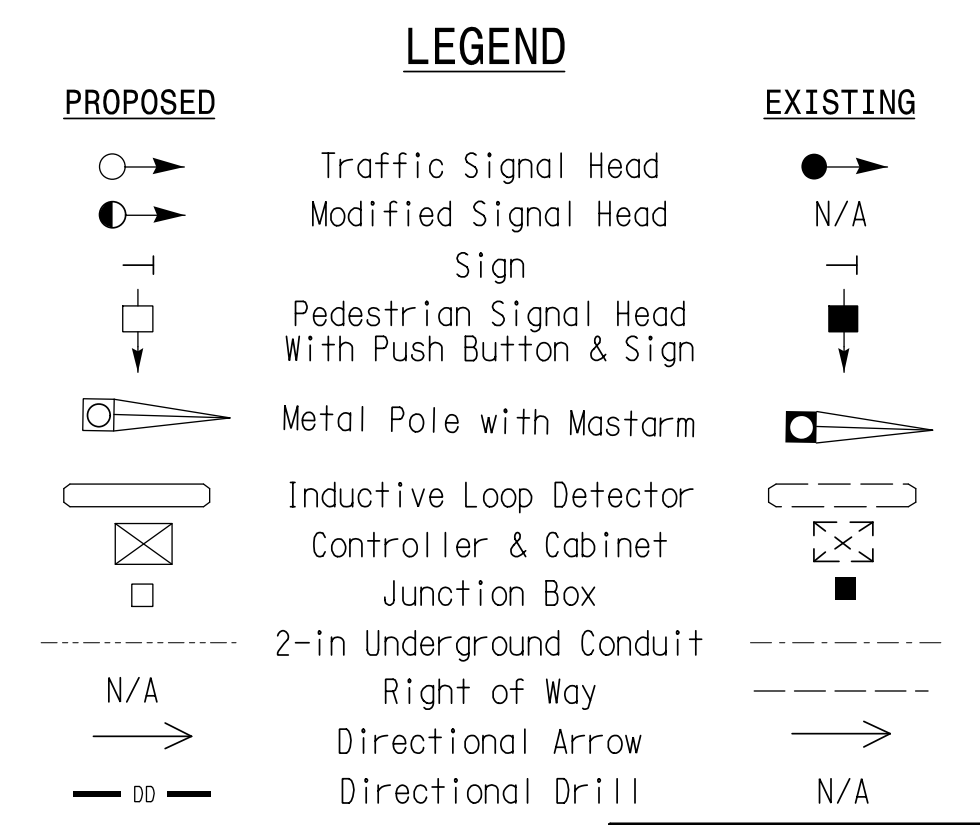 LEGEND
PROPOSED EXISTING
Traffic Signal Head
Modified Signal Head N/A
Sign
Pedestrian Signal Head
With Push Button & Sign
Metal Pole with Mastarm
Inductive Loop Detector
Controller & Cabinet
Junction Box
2-in Underground Conduit
N/A Right of Way
Directional Arrow
DD Directional Drill N/A